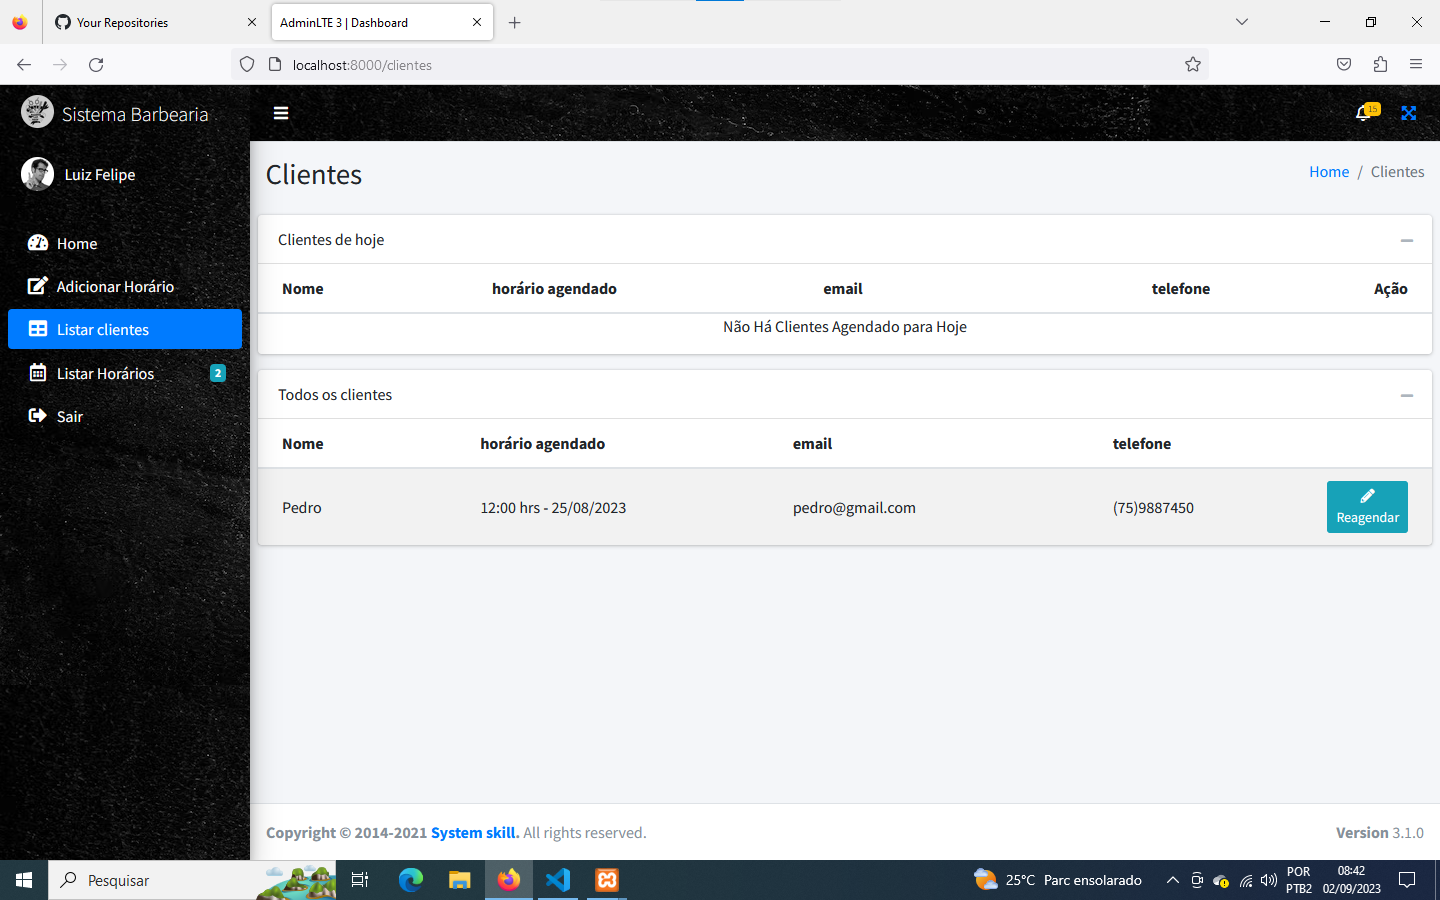 Your Repositories
AdminLTE 3 | Dashboard
localhost:8000/clientes
Sistema Barbearia
15
Luiz Felipe
Home
Adicionar Horário
Listar clientes
Listar Horários 2
Sair
Clientes
Home / Clientes
Clientes de hoje
Nome horário agendado email telefone Ação
Não Há Clientes Agendado para Hoje
Todos os clientes
Nome horário agendado email telefone
Pedro 12:00 hrs - 25/08/2023 pedro@gmail.com (75)9887450 Reagendar
Copyright © 2014-2021 System skill. All rights reserved.
Version 3.1.0
Pesquisar
25°C Parc ensolarado
POR
PTB2
08:42
02/09/2023